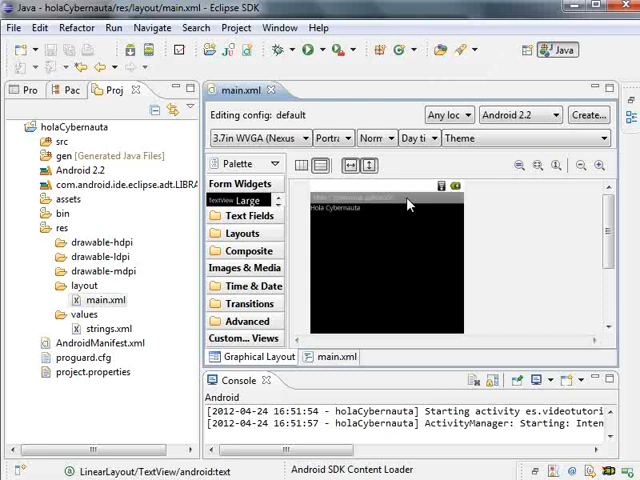 Java - holaCybernauta/res/layout/main.xml - Eclipse SDK
File Edit Refactor Run Navigate Search Project Window Help
Java
Pro Pac Proj
holaCybernauta
src
gen [Generated Java Files]
Android 2.2
com.android.ide.eclipse.adt.LIBRA
assets
bin
res
drawable-hdpi
drawable-ldpi
drawable-mdpi
layout
main.xml
values
strings.xml
AndroidManifest.xml
proguard.cfg
project.properties
main.xml
Editing config: default
Any loc
Android 2.2
Create...
3.7in WVGA (Nexus
Portra
Norm
Day ti
Theme
Palette
Form Widgets
TextView Large
Text Fields
Layouts
Composite
Images & Media
Time & Date
Transitions
Advanced
Custom... Views
Hola Cybernauta
Graphical Layout
main.xml
Console
Android
[2012-04-24 16:51:54 - holaCybernauta] Starting activity es.videotutori
[2012-04-24 16:51:57 - holaCybernauta] ActivityManager: Starting: Inten
LinearLayout/TextView/android:text
Android SDK Content Loader